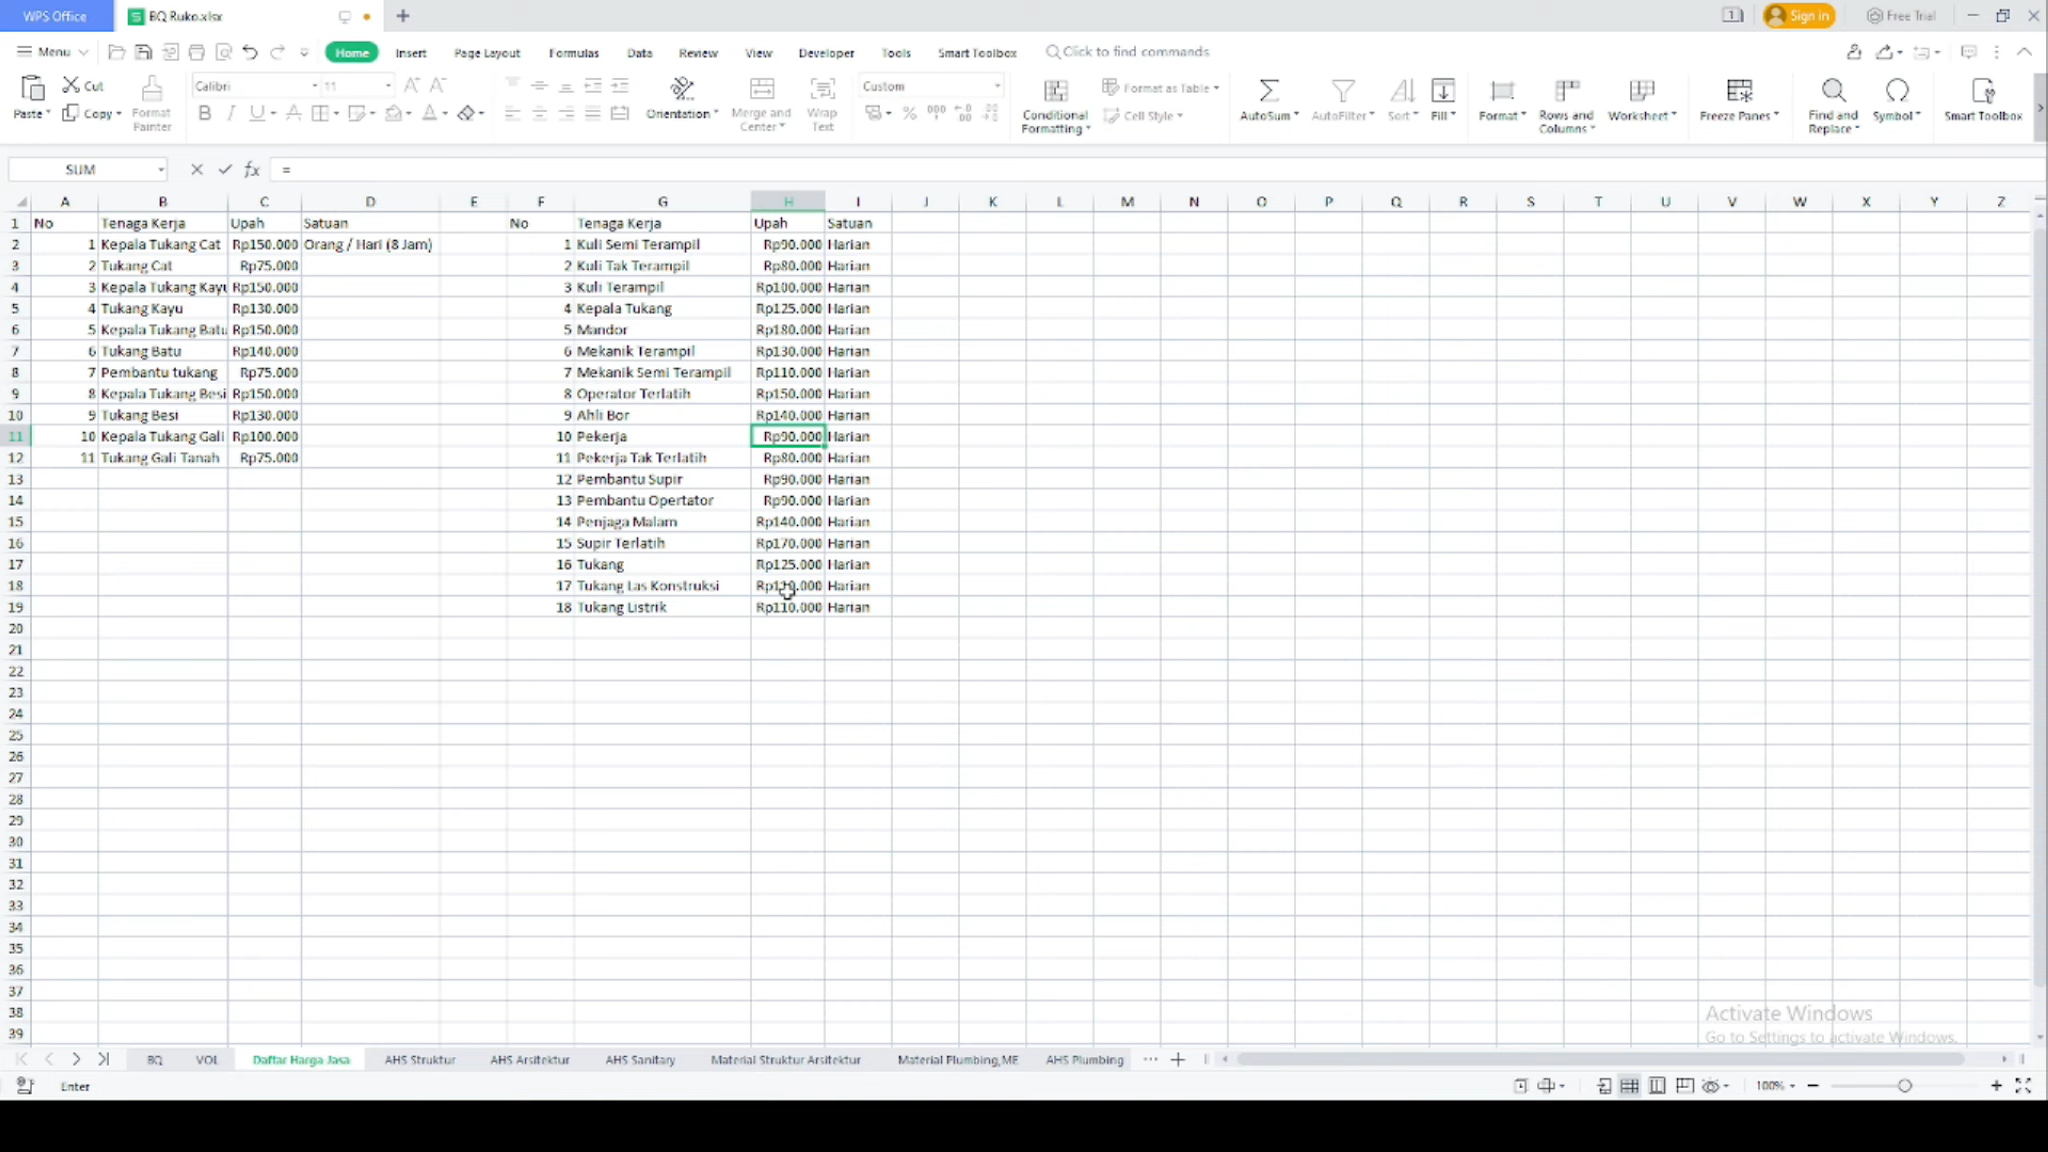 WPS Office BQ Ruko.xlsx 1 Sign in Free Trial
Menu Home Insert Page Layout Formulas Data Review View Developer Tools Smart Toolbox Click to find commands
Paste Cut Copy Format Painter Calibri 11 Orientation Merge and Center Wrap Text Custom Conditional Formatting Format as Table Cell Style AutoSum AutoFilter Sort Fill Format Rows and Columns Worksheet Freeze Panes Find and Replace Symbol Smart Toolbox
SUM fx =
A B C D E F G H I J K L M N O P Q R S T U V W X Y Z
1 No Tenaga Kerja Upah Satuan No Tenaga Kerja Upah Satuan
2 1 Kepala Tukang Cat Rp150.000 Orang / Hari (8 Jam) 1 Kuli Semi Terampil Rp90.000 Harian
3 2 Tukang Cat Rp75.000 2 Kuli Tak Terampil Rp80.000 Harian
4 3 Kepala Tukang Kayu Rp150.000 3 Kuli Terampil Rp100.000 Harian
5 4 Tukang Kayu Rp130.000 4 Kepala Tukang Rp125.000 Harian
6 5 Kepala Tukang Batu Rp150.000 5 Mandor Rp180.000 Harian
7 6 Tukang Batu Rp140.000 6 Mekanik Terampil Rp130.000 Harian
8 7 Pembantu tukang Rp75.000 7 Mekanik Semi Terampil Rp110.000 Harian
9 8 Kepala Tukang Besi Rp150.000 8 Operator Terlatih Rp150.000 Harian
10 9 Tukang Besi Rp130.000 9 Ahli Bor Rp140.000 Harian
11 10 Kepala Tukang Gali Rp100.000 10 Pekerja Rp90.000 Harian
12 11 Tukang Gali Tanah Rp75.000 11 Pekerja Tak Terlatih Rp80.000 Harian
13 12 Pembantu Supir Rp90.000 Harian
14 13 Pembantu Opertator Rp90.000 Harian
15 14 Penjaga Malam Rp140.000 Harian
16 15 Supir Terlatih Rp170.000 Harian
17 16 Tukang Rp125.000 Harian
18 17 Tukang Las Konstruksi Harian
19 18 Tukang Listrik Rp110.000 Harian
20
21
22
23
24
25
26
27
28
29
30
31
32
33
34
35
36
37
38
39
Activate Windows
Go to Settings to activate Windows.
BQ VOL Daftar Harga Jasa AHS Struktur AHS Arsitektur AHS Sanitary Material Struktur Arsitektur Material Plumbing,ME AHS Plumbing ...
Enter 100%